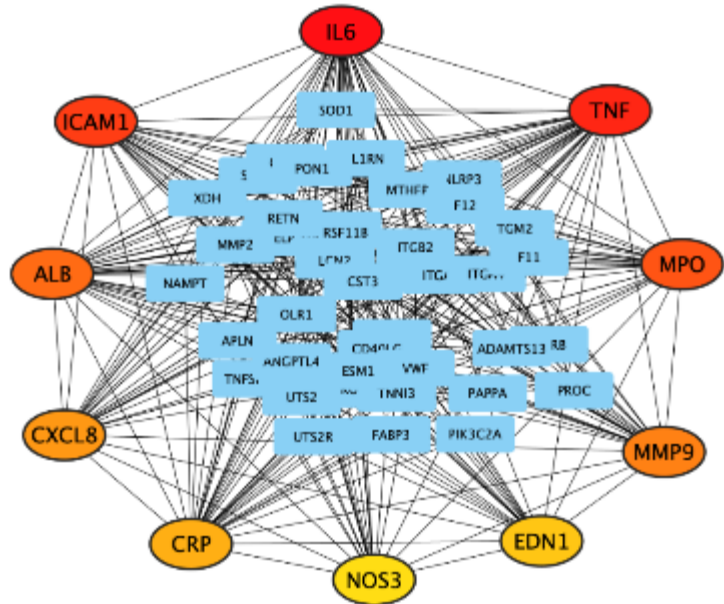 IL6
TNF
ICAM1
SOD1
L1RN
PON1
NLRP3
MTHFF
XDH
F12
RETN
TGM2
RSF11B
MMP2
ITGB2
F11
MPO
ALB
LCN2
CST3
NAMPT
OLR1
APLN
ADAMTS13
RB
ANGPTL4
VWF
ESM1
TNFS
UTS2
TNNI3
PAPPA
PROC
CXCL8
UTS2R
FABP3
PIK3C2A
MMP9
CRP
EDN1
NOS3